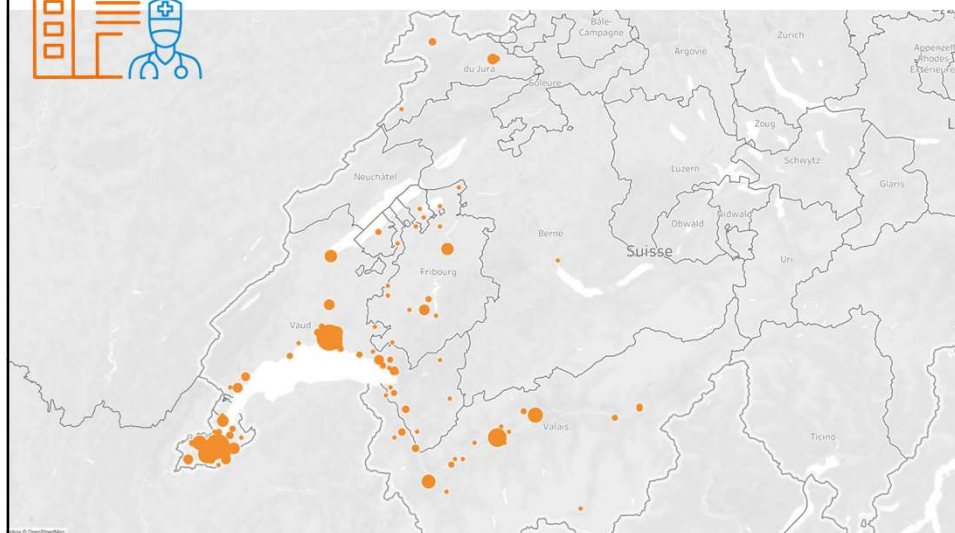 Bâle-
Campagne
Zurich
Argovie
Appenzell
Rhodes-
Extérieures
du Jura
Soleure
Zoug
L
Schwytz
Luzern
Neuchâtel
Glaris
Nidwald
Obwald
Berne
Suisse
Uri
Fribourg
Vaud
Valais
Ticino
© OpenStreetMap